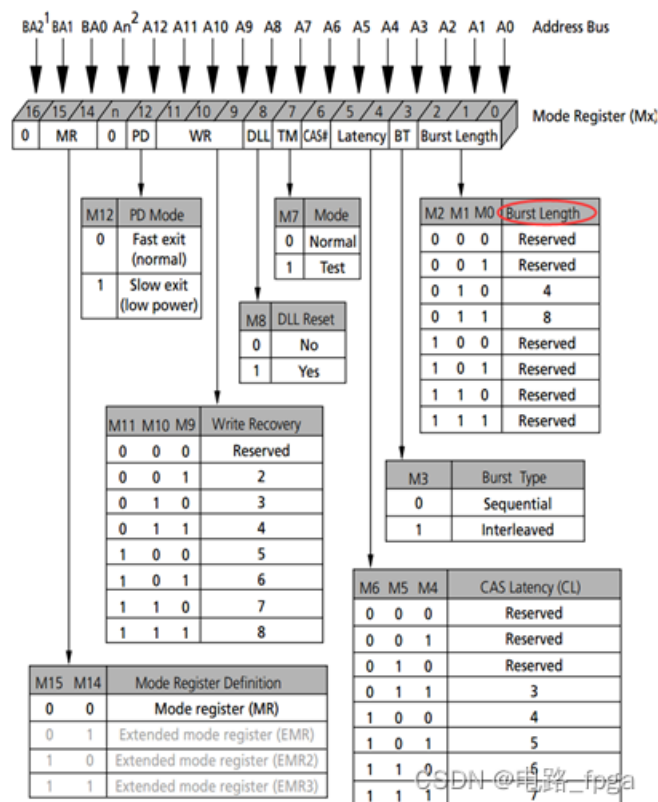 BA2¹ BA1 BA0 An² A12 A11 A10 A9 A8 A7 A6 A5 A4 A3 A2 A1 A0 Address Bus
16 15 14 n 12 11 10 9 8 7 6 5 4 3 2 1 0 Mode Register (Mx)
0 MR 0 PD WR DLL TM CAS# Latency BT Burst Length
M12 PD Mode
0 Fast exit
(normal)
1 Slow exit
(low power)
M7 Mode
0 Normal
1 Test
M2 M1 M0 Burst Length
0 0 0 Reserved
0 0 1 Reserved
0 1 0 4
0 1 1 8
1 0 0 Reserved
1 0 1 Reserved
1 1 0 Reserved
1 1 1 Reserved
M8 DLL Reset
0 No
1 Yes
M11 M10 M9 Write Recovery
0 0 0 Reserved
0 0 1 2
0 1 0 3
0 1 1 4
1 0 0 5
1 0 1 6
1 1 0 7
1 1 1 8
M3 Burst Type
0 Sequential
1 Interleaved
M6 M5 M4 CAS Latency (CL)
0 0 0 Reserved
0 0 1 Reserved
0 1 0 Reserved
0 1 1 3
1 0 0 4
1 0 1 5
1 1 0 6
1 1 1 7
M15 M14 Mode Register Definition
0 0 Mode register (MR)
0 1 Extended mode register (EMR)
1 0 Extended mode register (EMR2)
1 1 Extended mode register (EMR3)
CSDN @电路_fpga